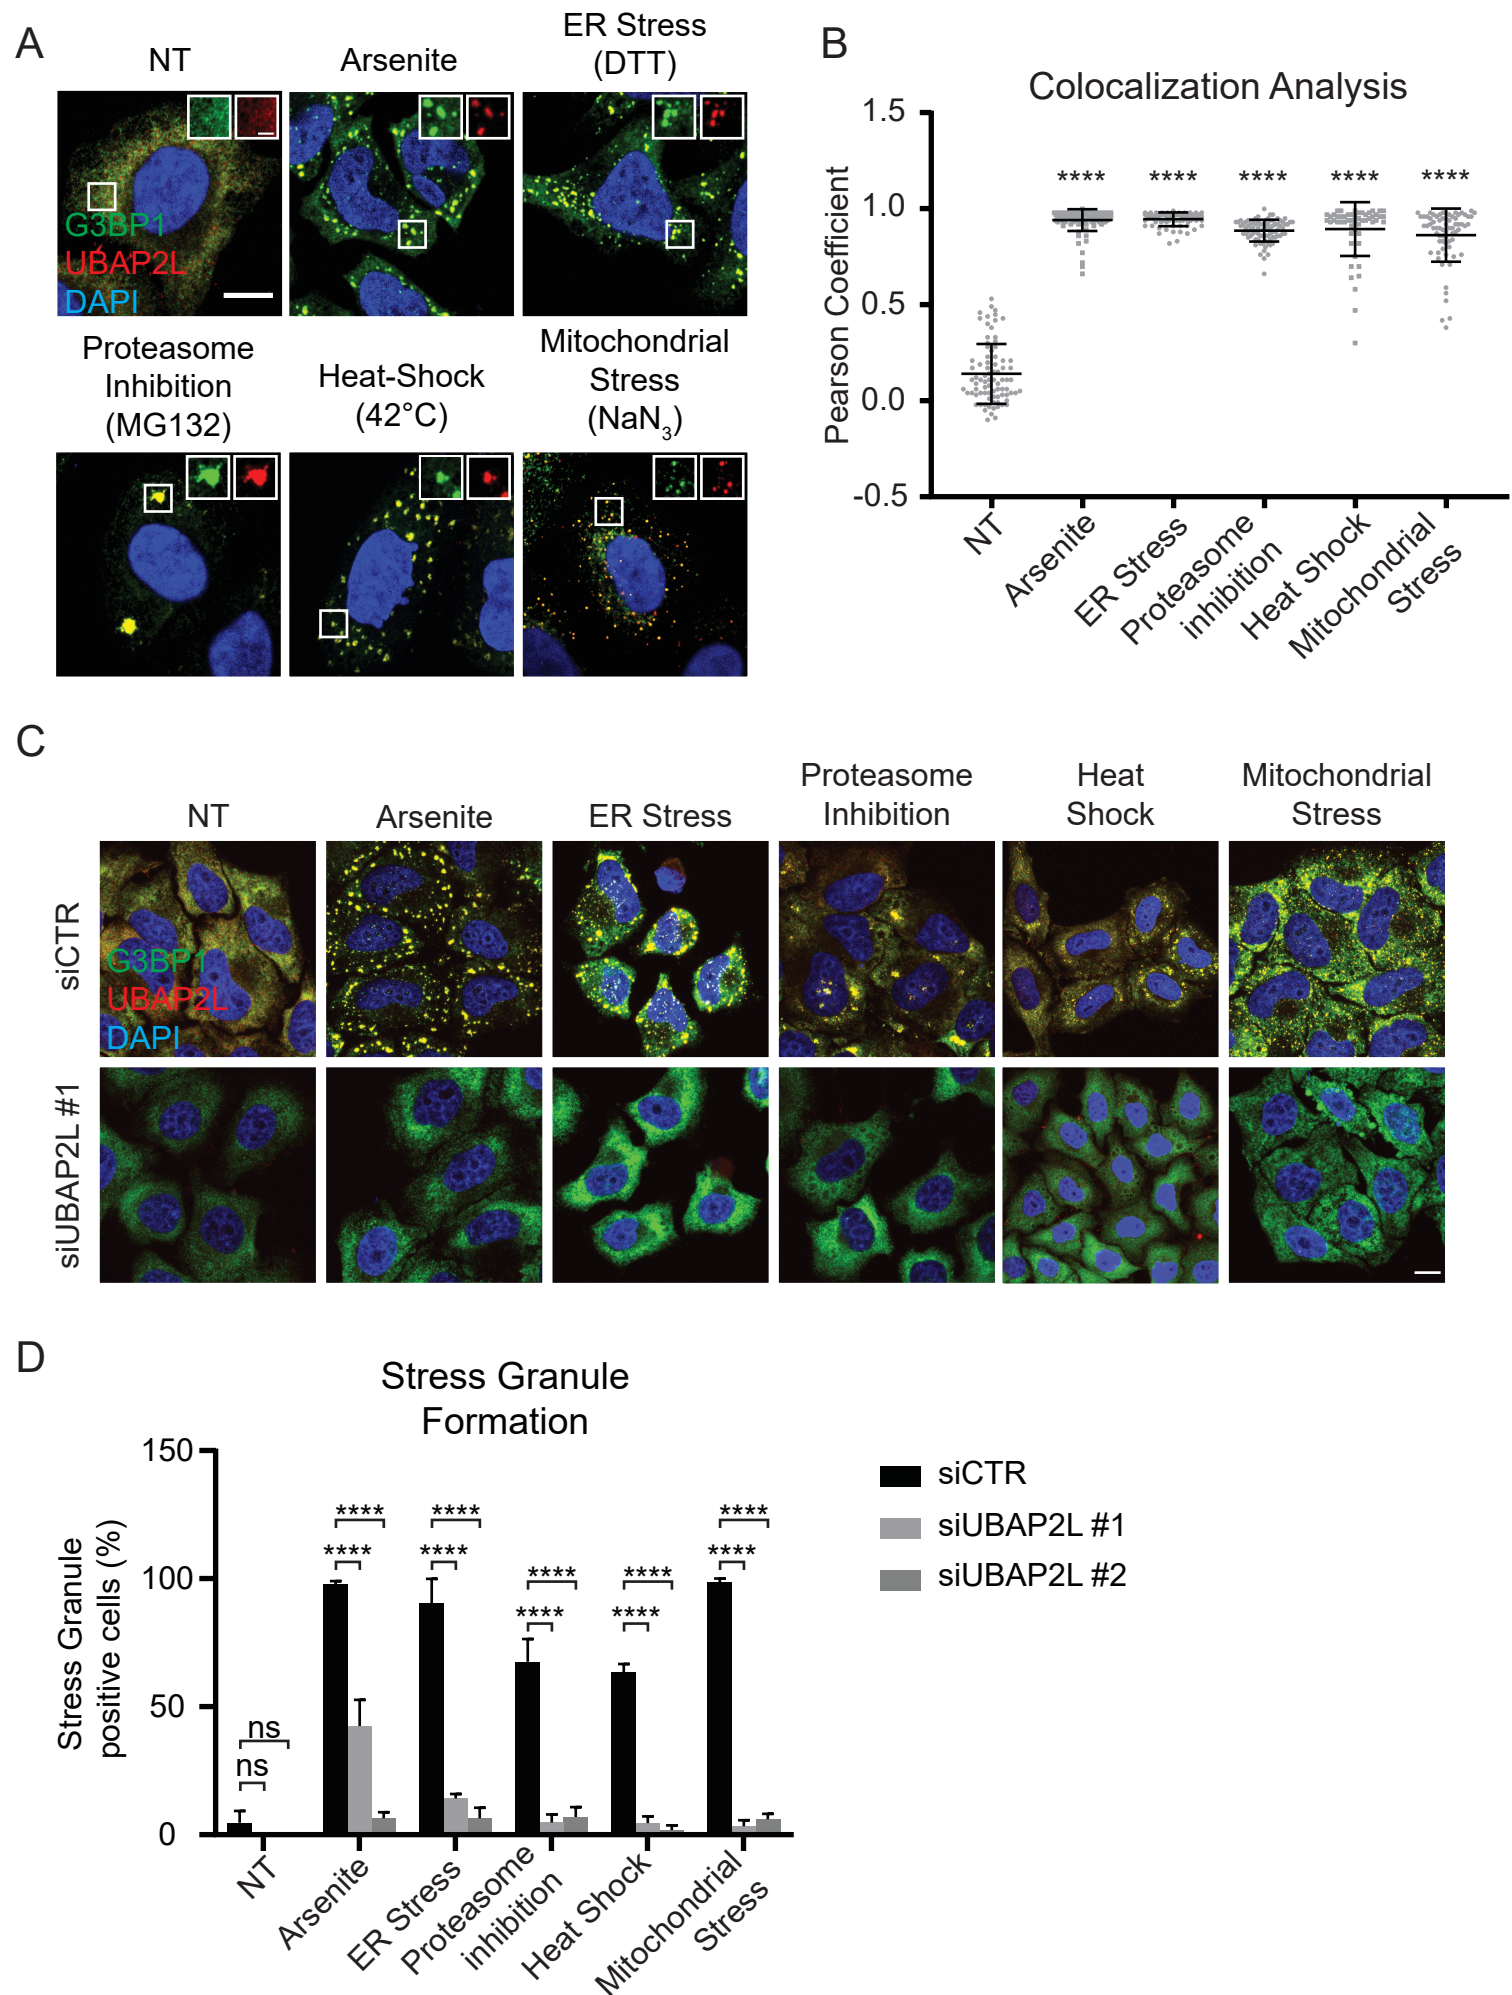 A
NT
Arsenite
ER Stress
(DTT)
G3BP1
UBAP2L
DAPI
Proteasome
Inhibition
(MG132)
Heat-Shock
(42°C)
Mitochondrial
Stress
(NaN3)
B
Colocalization Analysis
Pearson Coefficient
1.5
1.0
0.5
0.0
-0.5
****
****
****
****
****
NT
Arsenite
ER Stress
Proteasome
inhibition
Heat Shock
Mitochondrial
Stress
C
NT
Arsenite
ER Stress
Proteasome
Inhibition
Heat
Shock
Mitochondrial
Stress
siCTR
G3BP1
UBAP2L
DAPI
siUBAP2L #1
D
Stress Granule
Formation
Stress Granule
positive cells (%)
150
100
50
0
ns
ns
****
****
****
****
****
****
****
****
****
****
NT
Arsenite
ER Stress
Proteasome
inhibition
Heat Shock
Mitochondrial
Stress
siCTR
siUBAP2L #1
siUBAP2L #2